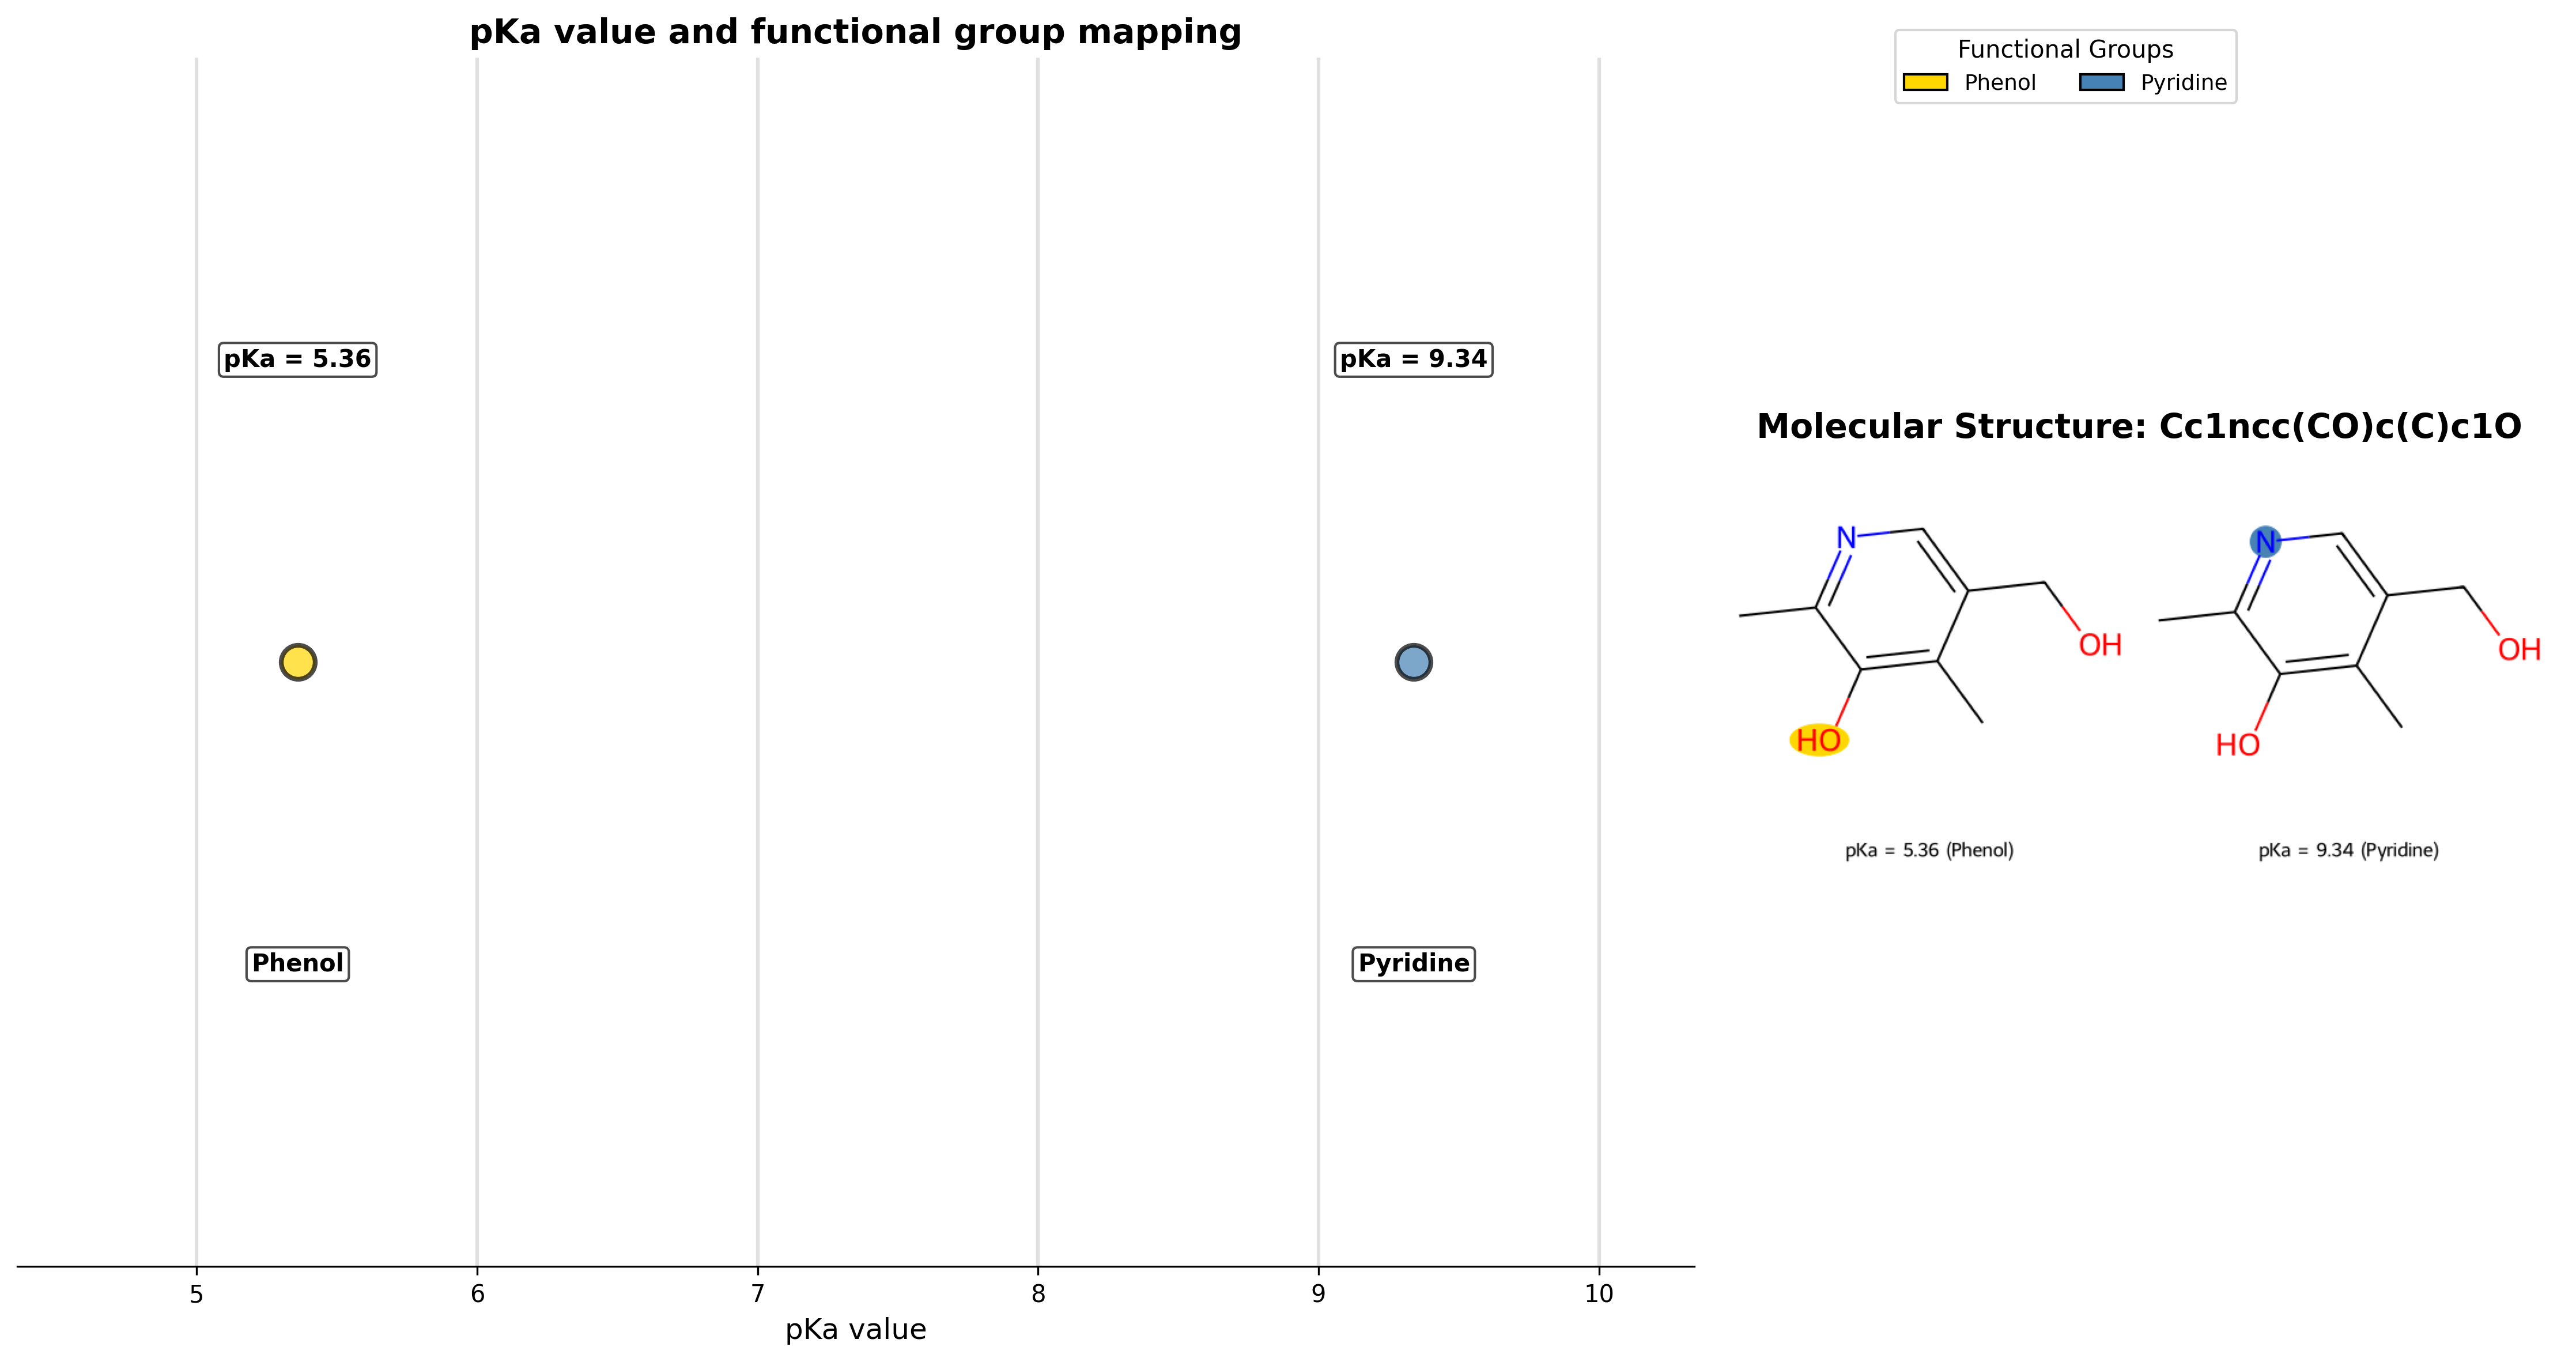 pKa value and functional group mapping
Functional Groups
Phenol
Pyridine
pKa = 5.36
pKa = 9.34
Phenol
Pyridine
5
6
7
8
9
10
pKa value
Molecular Structure: Cc1ncc(CO)c(C)c1O
N
OH
HO
N
OH
HO
pKa = 5.36 (Phenol)
pKa = 9.34 (Pyridine)